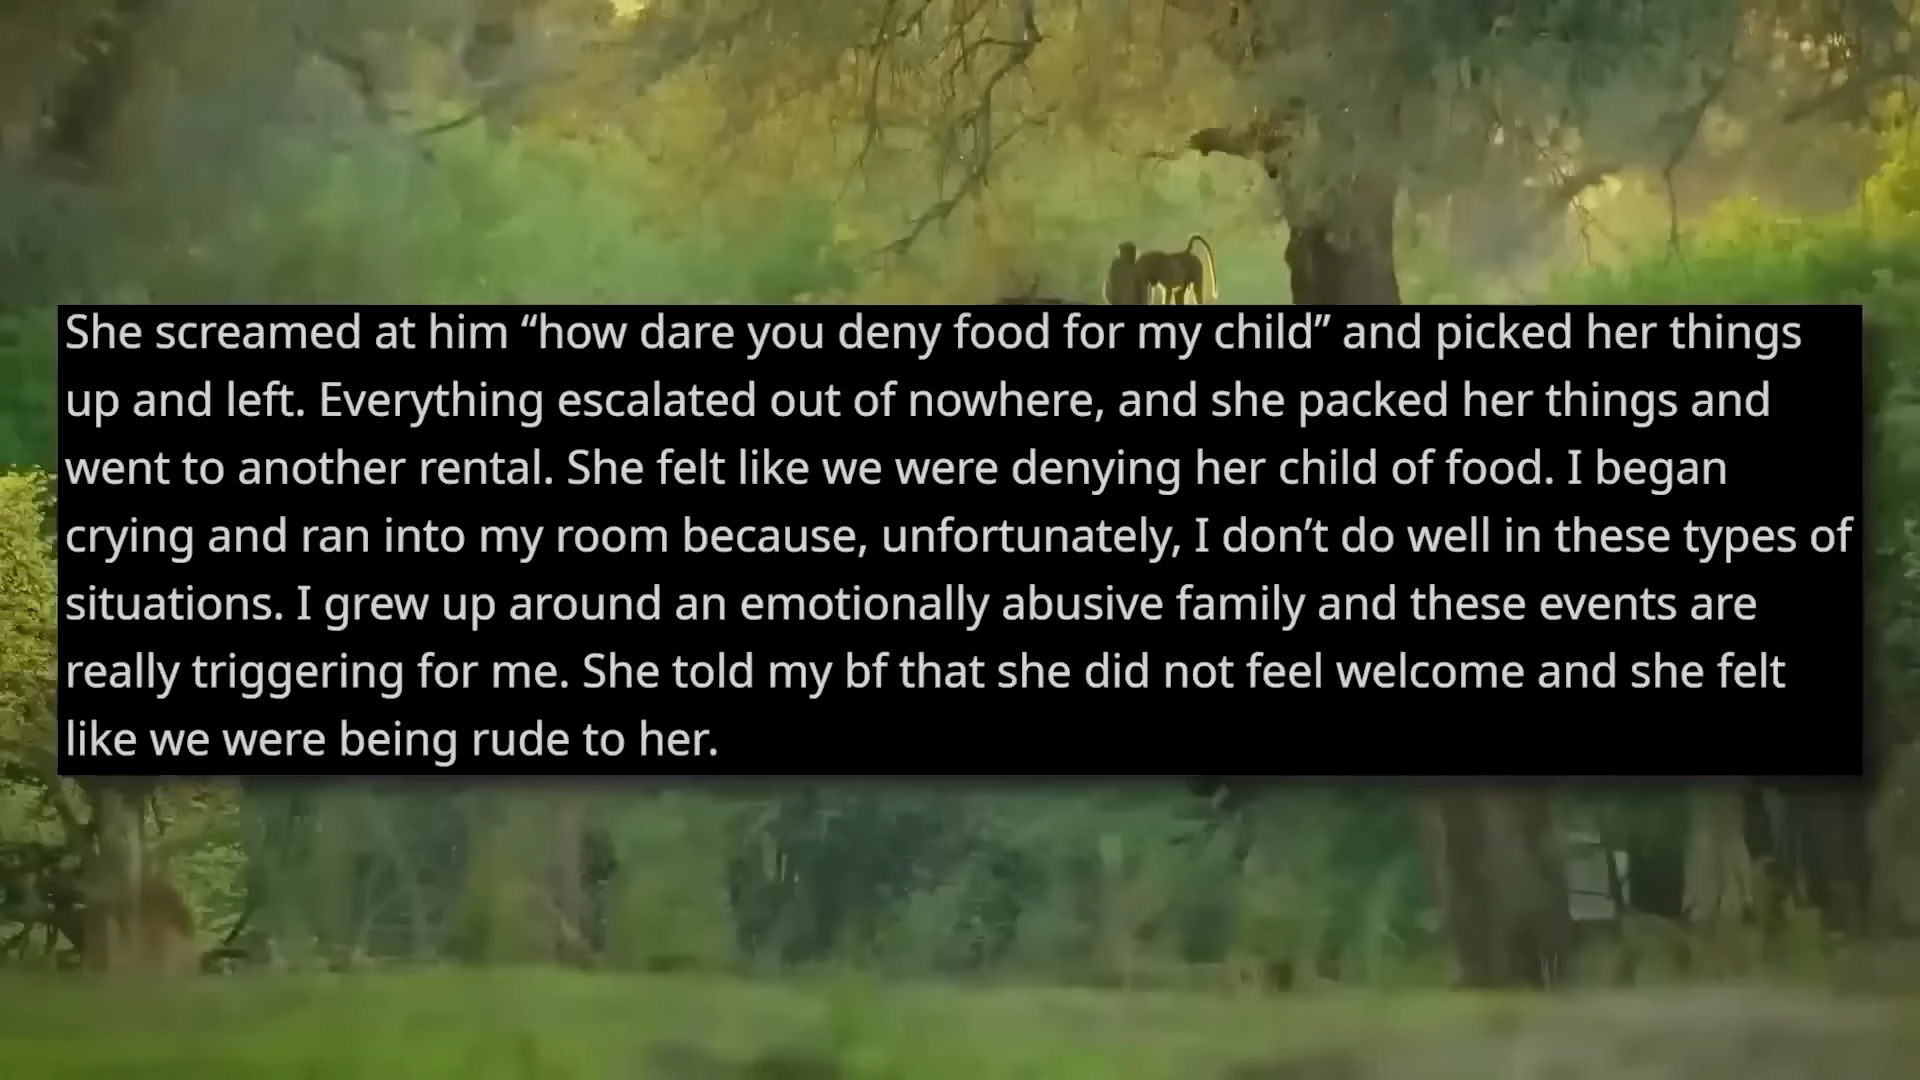 She screamed at him “how dare you deny food for my child” and picked her things
up and left. Everything escalated out of nowhere, and she packed her things and
went to another rental. She felt like we were denying her child of food. I began
crying and ran into my room because, unfortunately, I don’t do well in these types of
situations. I grew up around an emotionally abusive family and these events are
really triggering for me. She told my bf that she did not feel welcome and she felt
like we were being rude to her.